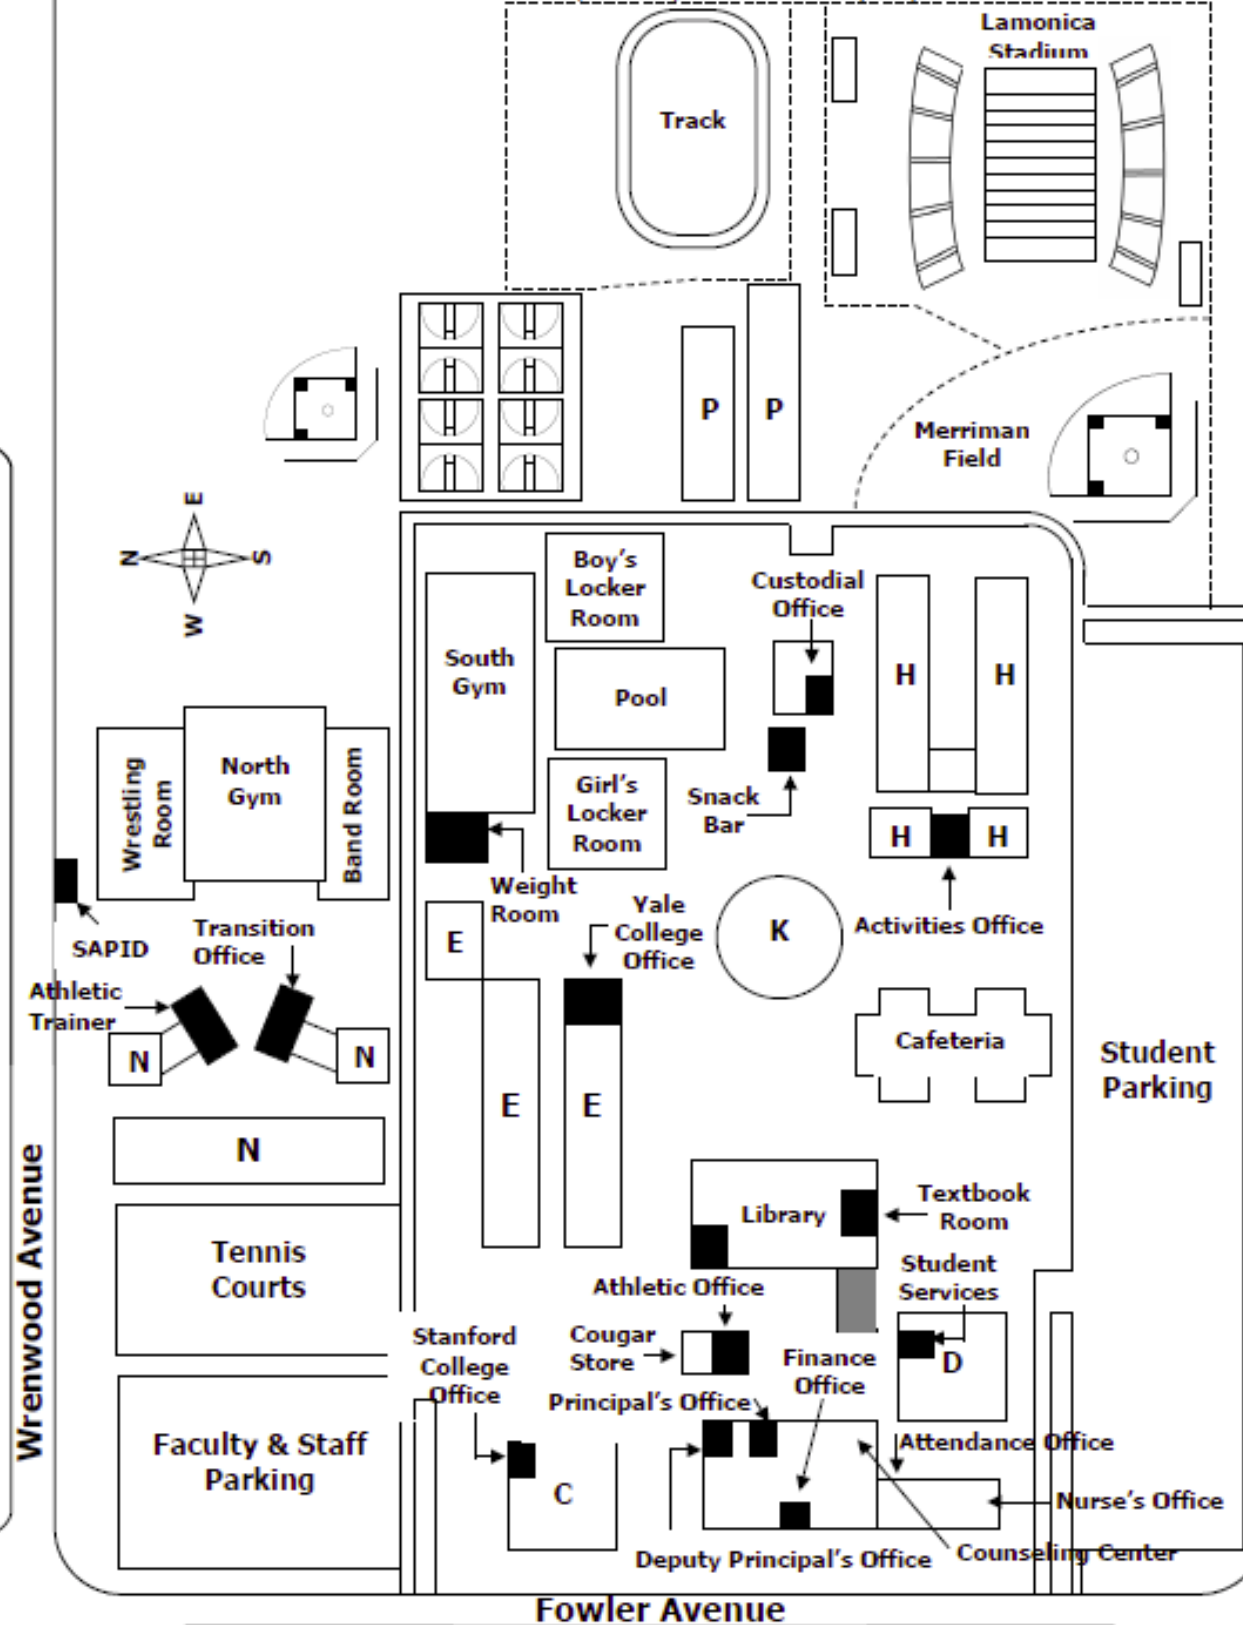 Lamonica
Stadium
Track
P
P
Merriman
Field
E
N
S
W
Boy's
Locker
Room
Custodial
Office
South
Gym
Pool
H
H
North
Gym
Wrestling
Room
Band Room
Girl's
Locker
Room
Snack
Bar
H
H
Weight
Room
Yale
College
Office
K
Activities Office
SAPID
Transition
Office
E
Athletic
Trainer
N
N
Cafeteria
Student
Parking
E
E
N
Wrenwood Avenue
Library
Textbook
Room
Tennis
Courts
Athletic Office
Student
Services
Stanford
College
Office
Cougar
Store
Finance
Office
D
Principal's Office
Faculty & Staff
Parking
Attendance Office
C
Nurse's Office
Deputy Principal's Office
Counseling Center
Fowler Avenue